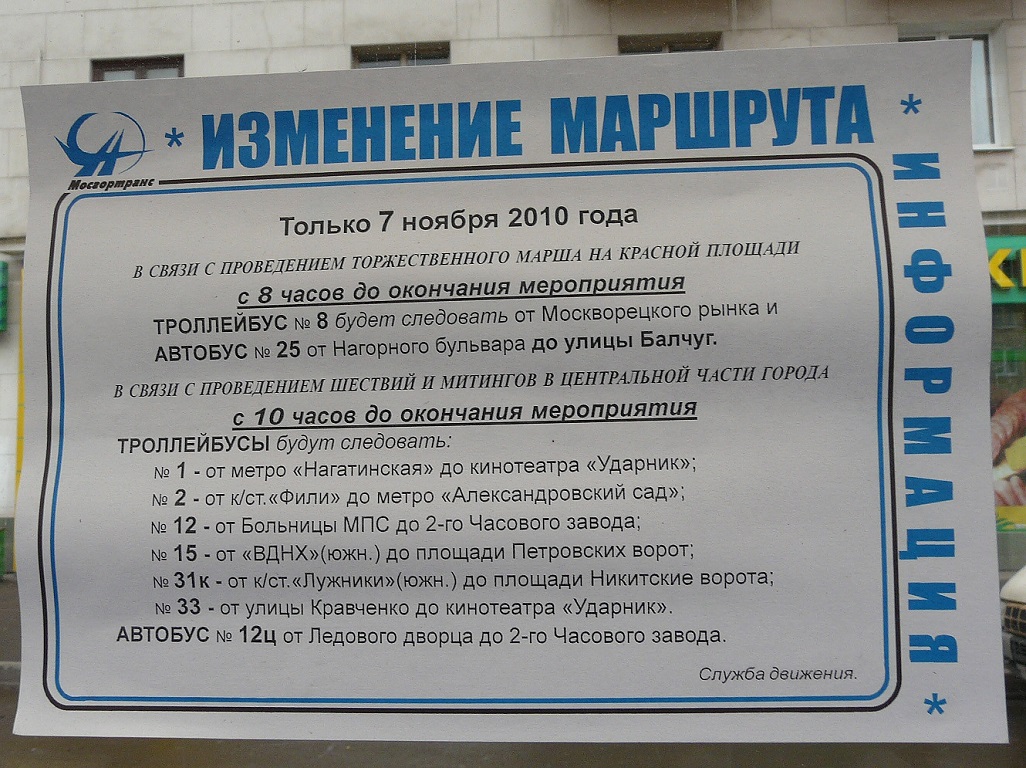 * ИЗМЕНЕНИЕ МАРШРУТА *
Мосгортранс
Только 7 ноября 2010 года
В СВЯЗИ С ПРОВЕДЕНИЕМ ТОРЖЕСТВЕННОГО МАРША НА КРАСНОЙ ПЛОЩАДИ
с 8 часов до окончания мероприятия
ТРОЛЛЕЙБУС № 8 будет следовать от Москворецкого рынка и
АВТОБУС № 25 от Нагорного бульвара до улицы Балчуг.
В СВЯЗИ С ПРОВЕДЕНИЕМ ШЕСТВИЙ И МИТИНГОВ В ЦЕНТРАЛЬНОЙ ЧАСТИ ГОРОДА
с 10 часов до окончания мероприятия
ТРОЛЛЕЙБУСЫ будут следовать:
№ 1 - от метро «Нагатинская» до кинотеатра «Ударник»;
№ 2 - от к/ст.«Фили» до метро «Александровский сад»;
№ 12 - от Больницы МПС до 2-го Часового завода;
№ 15 - от «ВДНХ»(южн.) до площади Петровских ворот;
№ 31к - от к/ст.«Лужники»(южн.) до площади Никитские ворота;
№ 33 - от улицы Кравченко до кинотеатра «Ударник».
АВТОБУС № 12ц от Ледового дворца до 2-го Часового завода.
Служба движения.
ИНФОРМАЦИЯ *